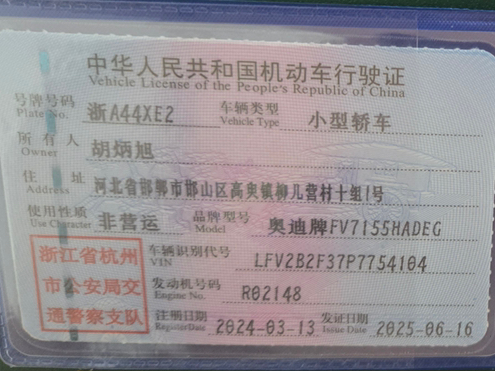 中华人民共和国机动车行驶证
Vehicle License of the People's Republic of China
号牌号码 浙A44XE2 车辆类型 小型轿车
Plate No. Vehicle Type
所有人 胡炳旭
Owner
住址 河北省邯郸市邯山区高臾镇柳儿营村十组1号
Address
使用性质 非营运 品牌型号 奥迪牌FV7155HADEG
Use Character Model
浙江省杭州 车辆识别代号 LFV2B2F37P7754104
VIN
市公安局交 发动机号码 R02148
Engine No.
通警察支队 注册日期 2024-03-13 发证日期 2025-06-16
Register Date Issue Date